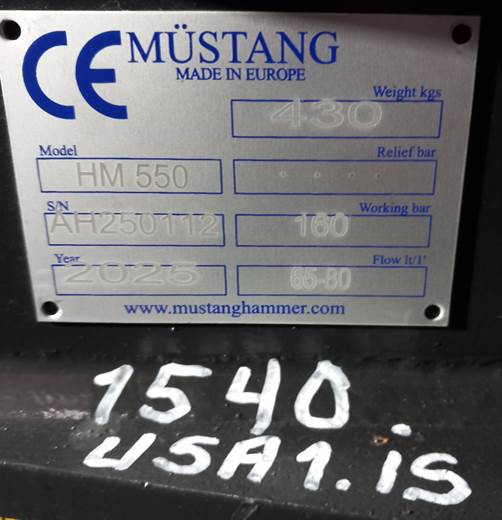 CE MÜSTANG
MADE IN EUROPE
Weight kgs
430
Model
HM 550
Relief bar
S/N
AH250112
Working bar
160
Year
2025
Flow lt/1'
65-80
www.mustanghammer.com
1540
USA1.is